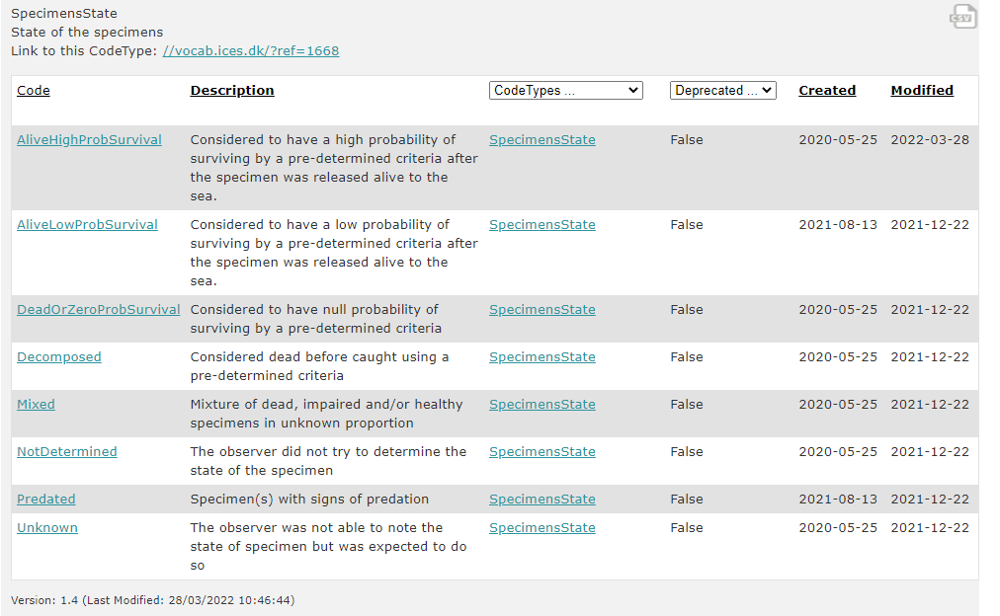 SpecimensState
CSV
State of the specimens
Link to this CodeType: //vocab.ices.dk/?ref=1668
Code Description CodeTypes ... Deprecated ... Created Modified
AliveHighProbSurvival Considered to have a high probability of SpecimensState False 2020-05-25 2022-03-28
surviving by a pre-determined criteria after
the specimen was released alive to the
sea.
AliveLowProbSurvival Considered to have a low probability of SpecimensState False 2021-08-13 2021-12-22
surviving by a pre-determined criteria after
the specimen was released alive to the
sea.
DeadOrZeroProbSurvival Considered to have null probability of SpecimensState False 2020-05-25 2021-12-22
surviving by a pre-determined criteria
Decomposed Considered dead before caught using a SpecimensState False 2020-05-25 2021-12-22
pre-determined criteria
Mixed Mixture of dead, impaired and/or healthy SpecimensState False 2020-05-25 2021-12-22
specimens in unknown proportion
NotDetermined The observer did not try to determine the SpecimensState False 2020-05-25 2021-12-22
state of the specimen
Predated Specimen(s) with signs of predation SpecimensState False 2021-08-13 2021-12-22
Unknown The observer was not able to note the SpecimensState False 2020-05-25 2021-12-22
state of specimen but was expected to do
so
Version: 1.4 (Last Modified: 28/03/2022 10:46:44)